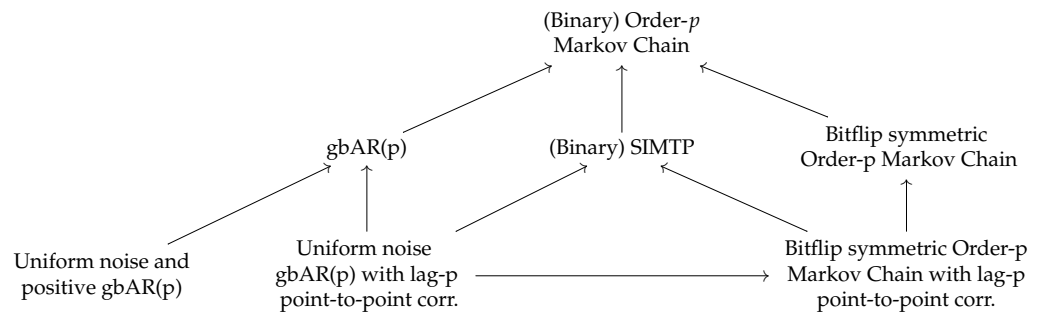 (Binary) Order-p
Markov Chain
gbAR(p)
(Binary) SIMTP
Bitflip symmetric
Order-p Markov Chain
Uniform noise and
positive gbAR(p)
Uniform noise
gbAR(p) with lag-p
point-to-point corr.
Bitflip symmetric Order-p
Markov Chain with lag-p
point-to-point corr.